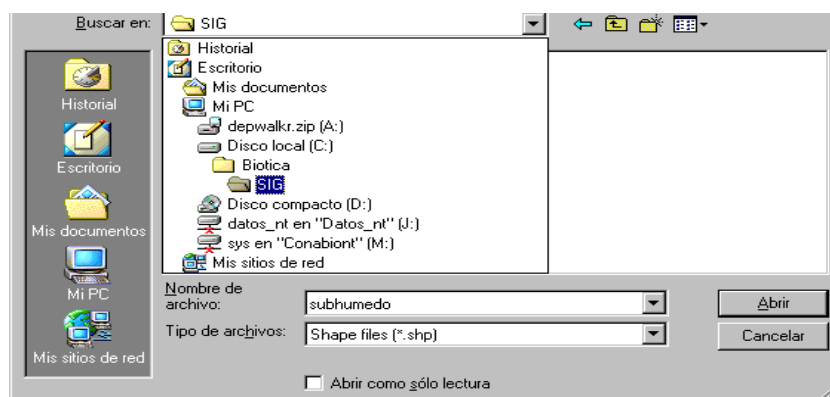 Buscar en: SIG
Historial
Escritorio
Mis documentos
Mi PC
depwalkr.zip (A:)
Disco local (C:)
Biotica
SIG
Disco compacto (D:)
datos_nt en "Datos_nt" (J:)
sys en "Conabiont" (M:)
Mis sitios de red
Historial
Escritorio
Mis documentos
Mi PC
Mis sitios de red
Nombre de
archivo: subhumedo Abrir
Tipo de archivos: Shape files (*.shp) Cancelar
Abrir como sólo lectura